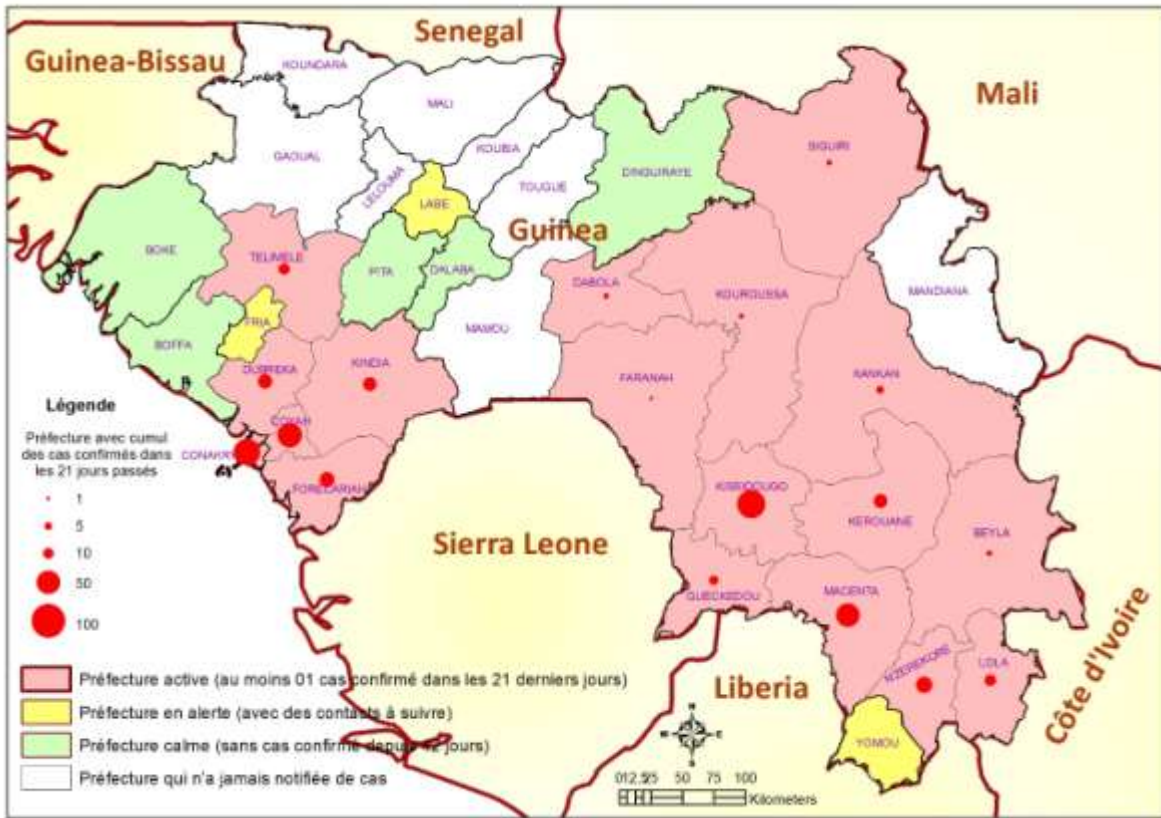 Senegal
Guinea-Bissau
KOUNDARA
Mali
MALI
KOUBIA
SIGUIRI
GAOUAL
LELOUMA
TOUGUE
DINGUIRAYE
LABE
Guinea
BOKE
TELIMELE
PITA
DALABA
DABOLA
KOUROUSSA
MANDIANA
FRIA
MAMOU
BOFFA
DUBREKA
KINDIA
FARANAH
KANKAN
COYAH
CONAKRY
FORECARIAH
KISSIDOUGO
KEROUANE
BEYLA
Sierra Leone
GUECKEDOU
MACENTA
Liberia
NZEREKORE
LOLA
YOMOU
Côte d'Ivoire
Légende
Préfecture avec cumul
des cas confirmés dans
les 21 jours passés
1
5
10
50
100
Préfecture active (au moins 01 cas confirmé dans les 21 derniers jours)
Préfecture en alerte (avec des contacts à suivre)
Préfecture calme (sans cas confirmé depuis 42 jours)
Préfecture qui n'a jamais notifiée de cas
N
W E
S
50 75 100
Kilometers